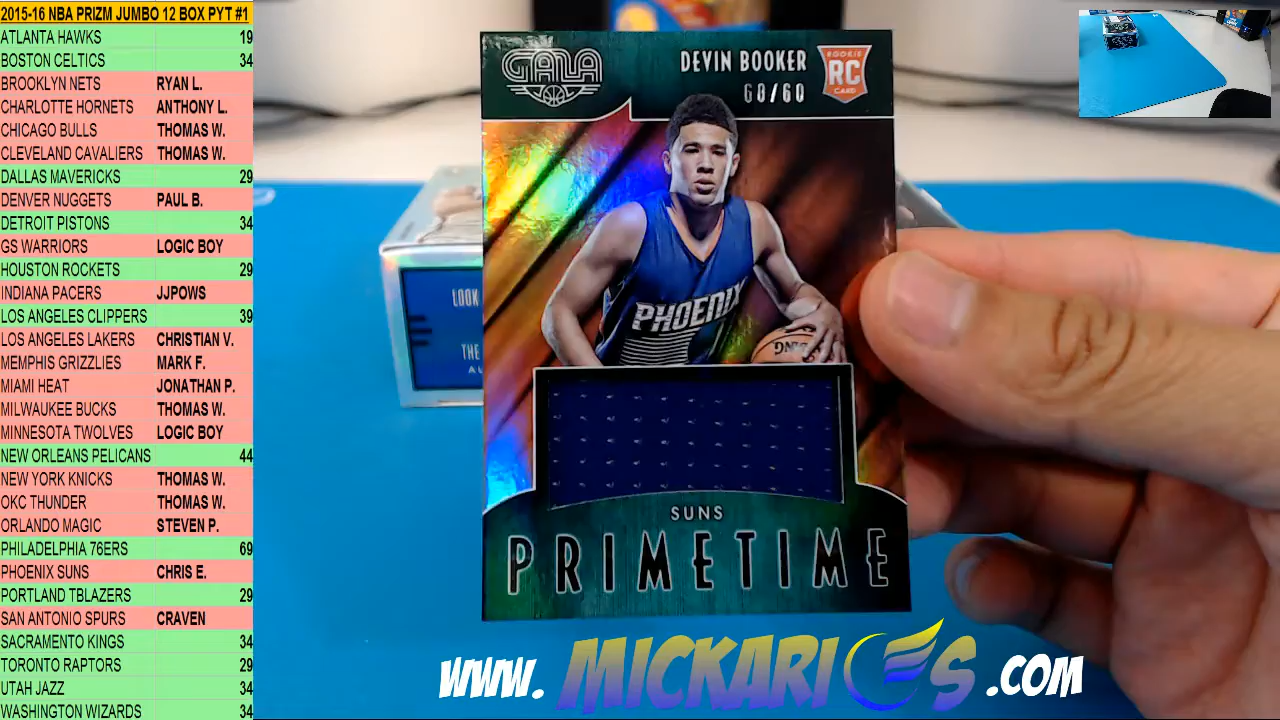 2015-16 NBA PRIZM JUMBO 12 BOX PYT #1
ATLANTA HAWKS 19
BOSTON CELTICS 34
BROOKLYN NETS RYAN L.
CHARLOTTE HORNETS ANTHONY L.
CHICAGO BULLS THOMAS W.
CLEVELAND CAVALIERS THOMAS W.
DALLAS MAVERICKS 29
DENVER NUGGETS PAUL B.
DETROIT PISTONS 34
GS WARRIORS LOGIC BOY
HOUSTON ROCKETS 29
INDIANA PACERS JJPOWS
LOS ANGELES CLIPPERS 39
LOS ANGELES LAKERS CHRISTIAN V.
MEMPHIS GRIZZLIES MARK F.
MIAMI HEAT JONATHAN P.
MILWAUKEE BUCKS THOMAS W.
MINNESOTA TWOLVES LOGIC BOY
NEW ORLEANS PELICANS 44
NEW YORK KNICKS THOMAS W.
OKC THUNDER THOMAS W.
ORLANDO MAGIC STEVEN P.
PHILADELPHIA 76ERS 69
PHOENIX SUNS CHRIS E.
PORTLAND TBLAZERS 29
SAN ANTONIO SPURS CRAVEN
SACRAMENTO KINGS 34
TORONTO RAPTORS 29
UTAH JAZZ 34
WASHINGTON WIZARDS 34
GALA
DEVIN BOOKER
60/60
ROOKIE
RC
CARD
PHOENIX
LOOK
THE
SUNS
PRIMETIME
www.MICKARIES.com